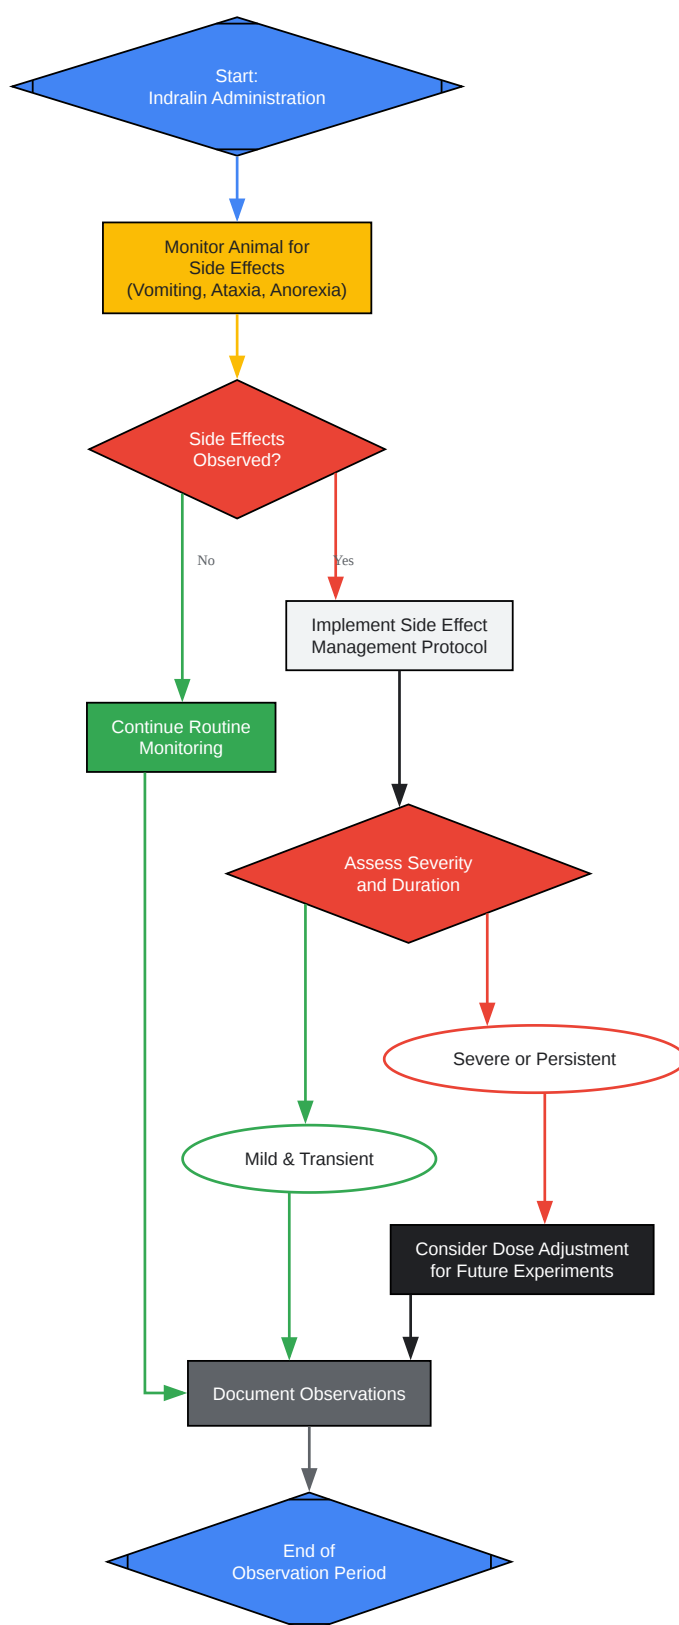 Start:
Indralin Administration
Monitor Animal for
Side Effects
(Vomiting, Ataxia, Anorexia)
Side Effects
Observed?
No
Yes
Implement Side Effect
Management Protocol
Continue Routine
Monitoring
Assess Severity
and Duration
Severe or Persistent
Mild & Transient
Consider Dose Adjustment
for Future Experiments
Document Observations
End of
Observation Period